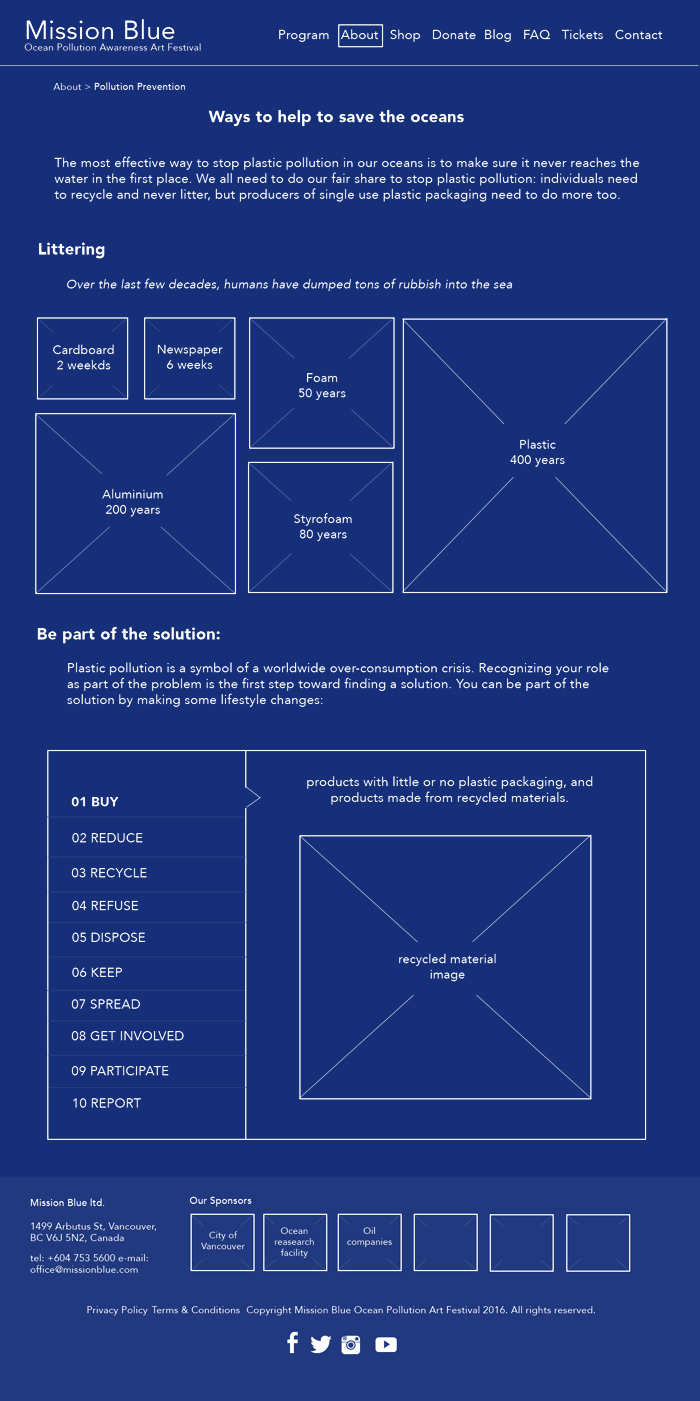 Mission Blue
Ocean Pollution Awareness Art Festival
Program About Shop Donate Blog FAQ Tickets Contact
About > Pollution Prevention
Ways to help to save the oceans
The most effective way to stop plastic pollution in our oceans is to make sure it never reaches the
water in the first place. We all need to do our fair share to stop plastic pollution: individuals need
to recycle and never litter, but producers of single use plastic packaging need to do more too.
Littering
Over the last few decades, humans have dumped tons of rubbish into the sea
Cardboard
2 weekds
Newspaper
6 weeks
Foam
50 years
Plastic
400 years
Aluminium
200 years
Styrofoam
80 years
Be part of the solution:
Plastic pollution is a symbol of a worldwide over-consumption crisis. Recognizing your role
as part of the problem is the first step toward finding a solution. You can be part of the
solution by making some lifestyle changes:
01 BUY
02 REDUCE
03 RECYCLE
04 REFUSE
05 DISPOSE
06 KEEP
07 SPREAD
08 GET INVOLVED
09 PARTICIPATE
10 REPORT
products with little or no plastic packaging, and
products made from recycled materials.
recycled material
image
Mission Blue ltd.
1499 Arbutus St, Vancouver,
BC V6J 5N2, Canada
tel: +604 753 5600 e-mail:
office@missionblue.com
Our Sponsors
City of
Vancouver
Ocean
reasearch
facility
Oil
companies
Privacy Policy Terms & Conditions Copyright Mission Blue Ocean Pollution Art Festival 2016. All rights reserved.